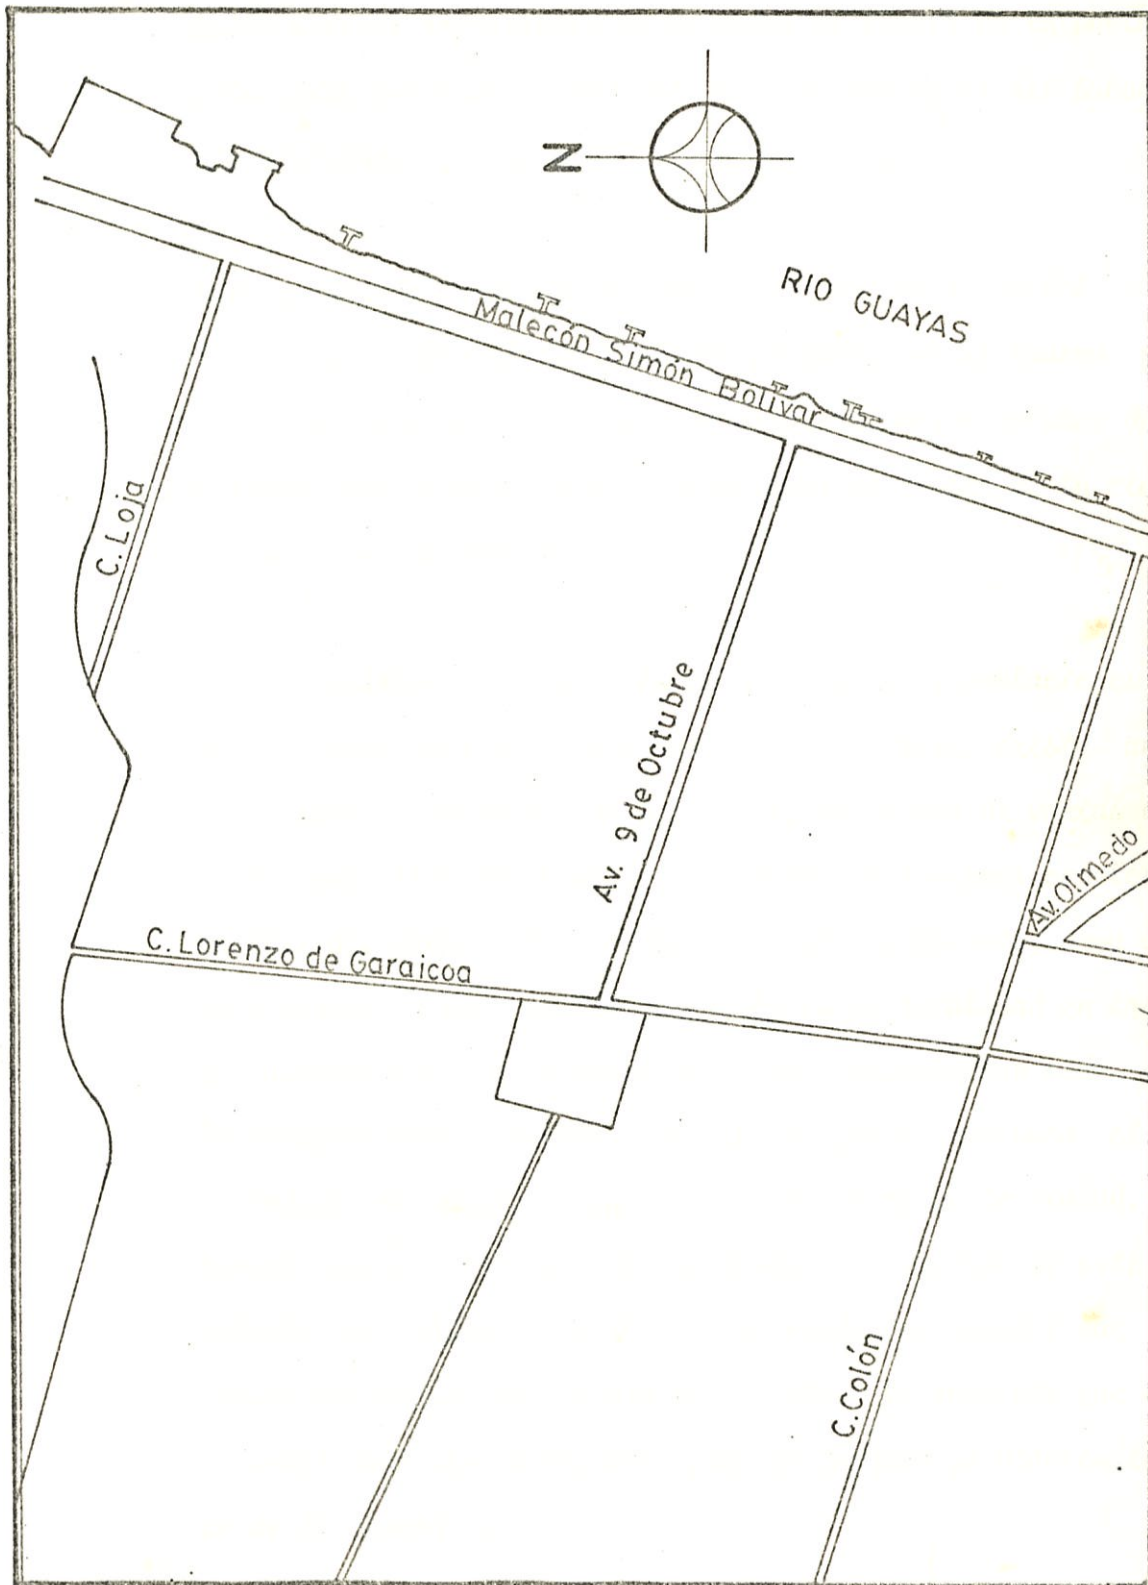 N
RIO GUAYAS
Malecón Simón Bolívar
C. Loja
Av. 9 de Octubre
Av. Olmedo
C. Lorenzo de Garaicoa
C. Colón